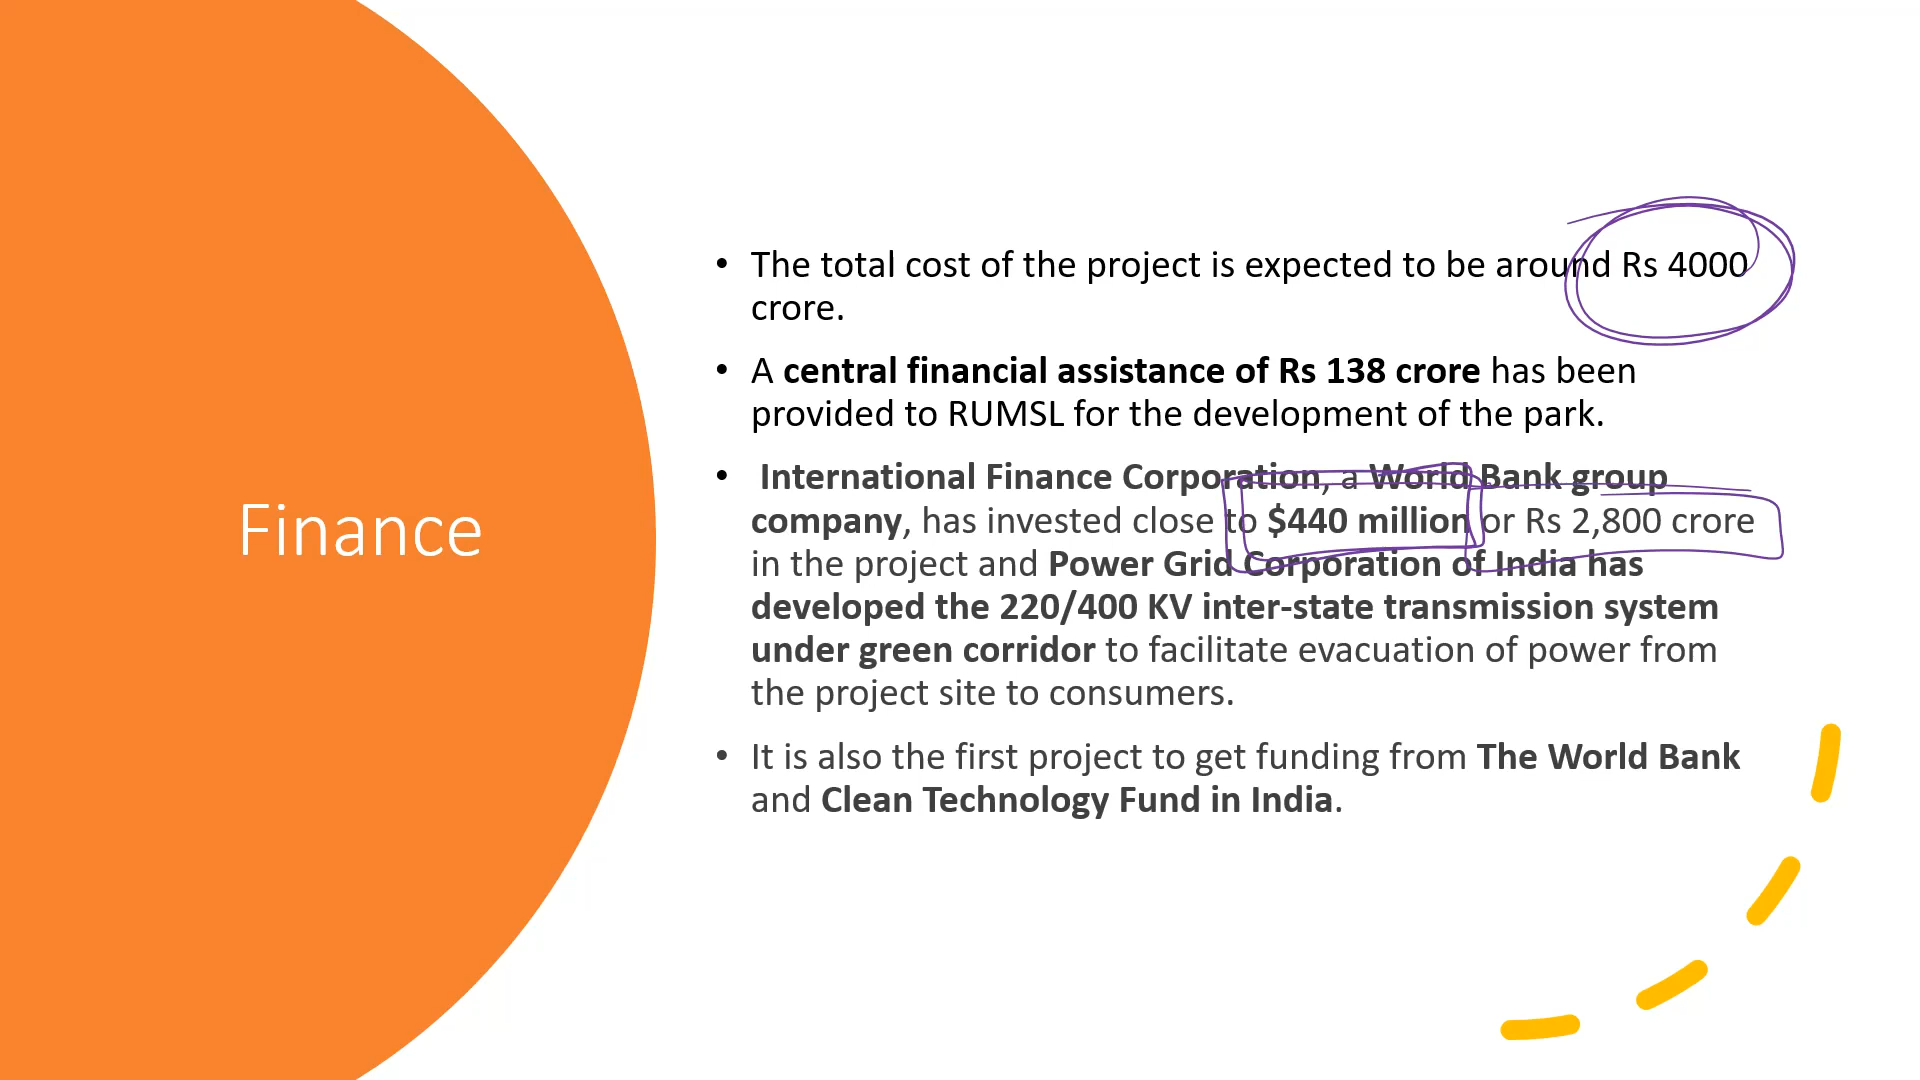 Finance
• The total cost of the project is expected to be around Rs 4000
crore.
• A central financial assistance of Rs 138 crore has been
provided to RUMSL for the development of the park.
• International Finance Corporation, a World Bank group
company, has invested close to $440 million or Rs 2,800 crore
in the project and Power Grid Corporation of India has
developed the 220/400 KV inter-state transmission system
under green corridor to facilitate evacuation of power from
the project site to consumers.
• It is also the first project to get funding from The World Bank
and Clean Technology Fund in India.